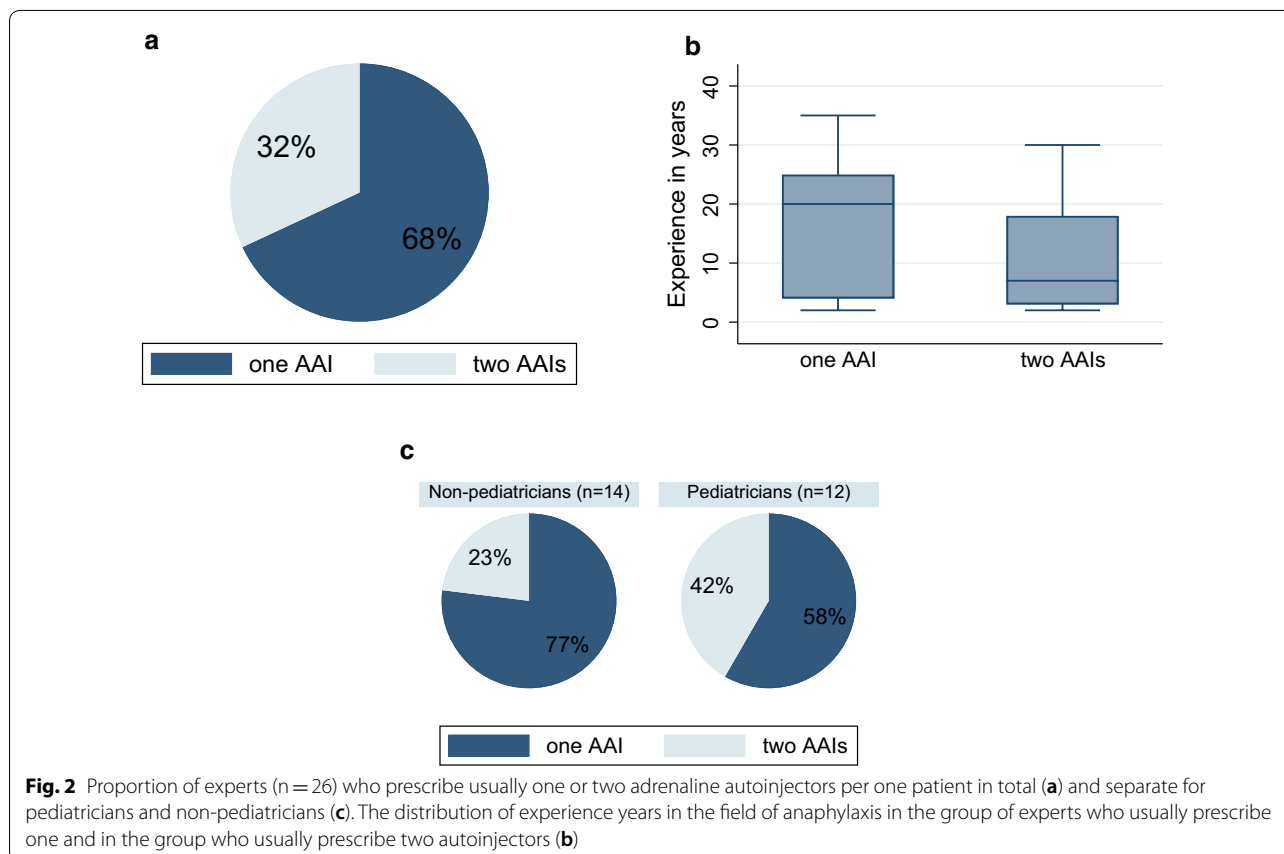 a
32%
68%
one AAI two AAIs
b
Experience in years
40
30
20
10
0
one AAI two AAIs
c
Non-pediatricians (n=14) Pediatricians (n=12)
23%
77%
42%
58%
one AAI two AAIs
Fig. 2 Proportion of experts (n = 26) who prescribe usually one or two adrenaline autoinjectors per one patient in total (a) and separate for
pediatricians and non-pediatricians (c). The distribution of experience years in the field of anaphylaxis in the group of experts who usually prescribe
one and in the group who usually prescribe two autoinjectors (b)